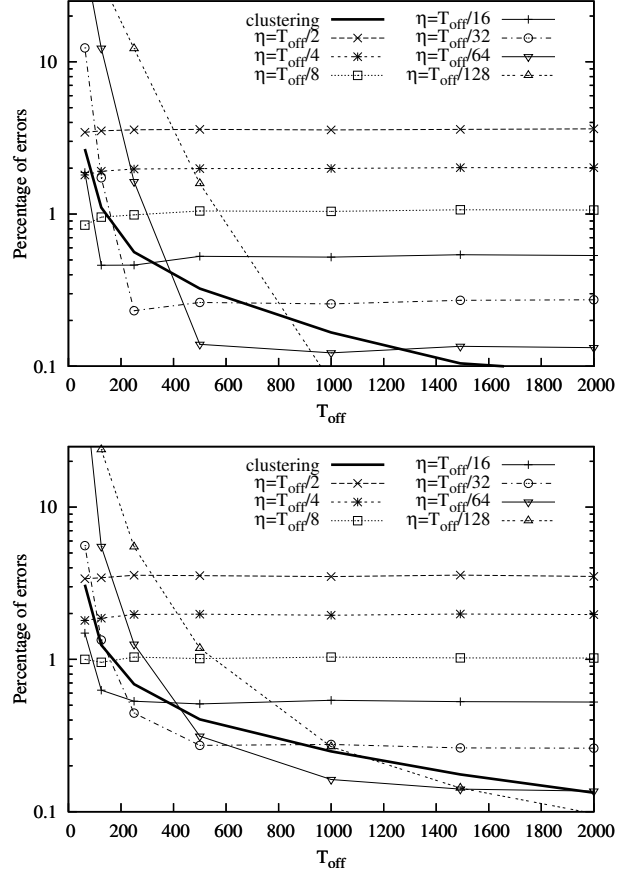 clustering
η=T_off/2
η=T_off/4
η=T_off/8
η=T_off/16
η=T_off/32
η=T_off/64
η=T_off/128
Percentage of errors
10
1
0.1
0 200 400 600 800 1000 1200 1400 1600 1800 2000
T_off
clustering
η=T_off/2
η=T_off/4
η=T_off/8
η=T_off/16
η=T_off/32
η=T_off/64
η=T_off/128
Percentage of errors
10
1
0.1
0 200 400 600 800 1000 1200 1400 1600 1800 2000
T_off